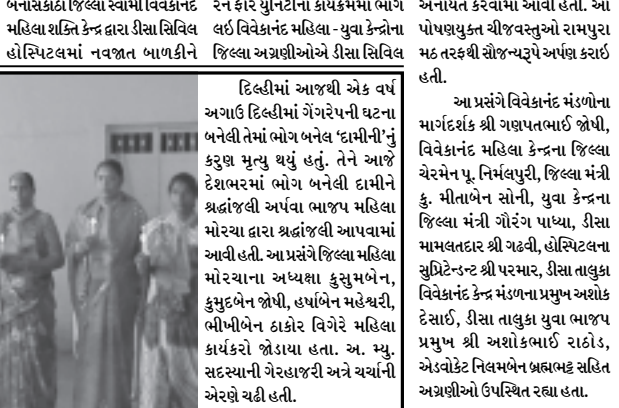 બનાસકાંઠા જિલ્લા સ્વામી વિવેકાનંદ
મહિલા શક્તિ કેન્દ્ર દ્વારા ડીસા સિવિલ
હોસ્પિટલમાં નવજાત બાળકીને
રન ફોર યુનિટીના કાર્યક્રમમાં ભાગ
લઇ વિવેકાનંદ મહિલા - યુવા કેન્દ્રોના
જિલ્લા અગ્રણીઓએ ડીસા સિવિલ
અનાયત કરવામાં આવી હતી. આ
પોષણયુક્ત ચીજવસ્તુઓ રામપુરા
મઠ તરફથી સૌજન્યરૂપે અર્પણ કરાઇ
હતી.
આ પ્રસંગે વિવેકાનંદ મંડળોના
માર્ગદર્શક શ્રી ગણપતભાઈ જોષી,
વિવેકાનંદ મહિલા કેન્દ્રના જિલ્લા
ચેરમેન પૂ. નિર્મલપુરી, જિલ્લા મંત્રી
કુ. મીતાબેન સોની, યુવા કેન્દ્રના
જિલ્લા મંત્રી ગૌરંગ પાધ્યા, ડીસા
મામલતદાર શ્રી ગઢવી, હોસ્પિટલના
સુપ્રિટેન્ડન્ટ શ્રી પરમાર, ડીસા તાલુકા
વિવેકાનંદ કેન્દ્ર મંડળના પ્રમુખ અશોક
દેસાઈ, ડીસા તાલુકા યુવા ભાજપ
પ્રમુખ શ્રી અશોકભાઈ રાઠોડ,
એડવોકેટ નિલમબેન બ્રહ્મભટ્ટ સહિત
અગ્રણીઓ ઉપસ્થિત રહ્યા હતા.
દિલ્હીમાં આજથી એક વર્ષ
અગાઉ દિલ્હીમાં ગેંગરેપની ઘટના
બનેલી તેમાં ભોગ બનેલ 'દામીની'નું
કરુણ મૃત્યુ થયું હતું. તેને આજે
દેશભરમાં ભોગ બનેલી દામીને
શ્રદ્ધાંજલી અર્પવા ભાજપ મહિલા
મોરચા દ્વારા શ્રદ્ધાંજલી આપવામાં
આવી હતી. આ પ્રસંગે જિલ્લા મહિલા
મોરચાના અધ્યક્ષા કુસુમબેન,
કુમુદબેન જોષી, હર્ષાબેન મહેશ્વરી,
ભીખીબેન ઠાકોર વિગેરે મહિલા
કાર્યકરો જોડાયા હતા. અ. મ્યુ.
સદસ્યાની ગેરહાજરી અત્રે ચર્ચાની
એરણે ચઢી હતી.